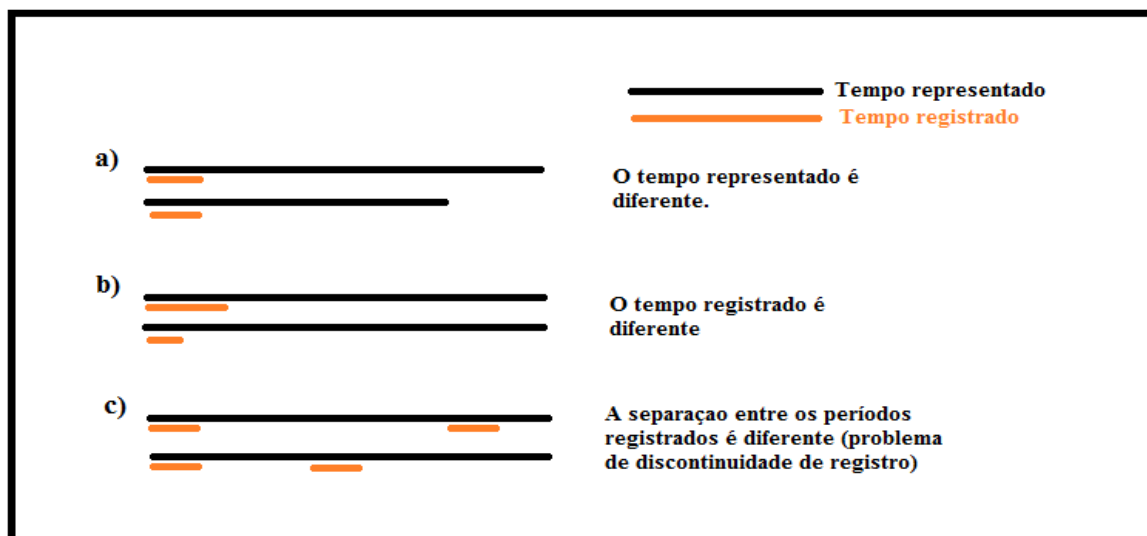 Tempo representado
Tempo registrado
a)
O tempo representado é
diferente.
b)
O tempo registrado é
diferente
c)
A separaçao entre os períodos
registrados é diferente (problema
de discontinuidade de registro)